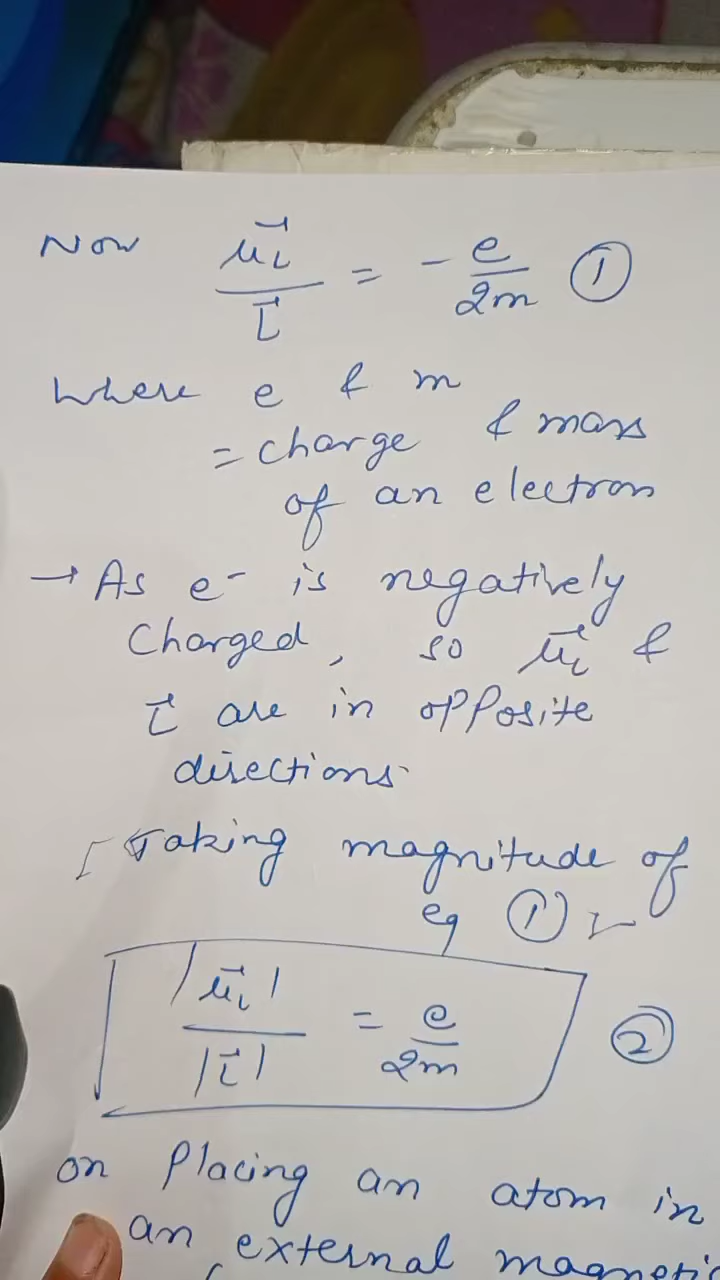 Now μ⃗ₗ / l⃗ = - e/2m ①
Where e & m
= charge & mass
of an electron
→ As e⁻ is negatively
Charged, so μ⃗ₗ &
l⃗ are in opposite
directions.
[Taking magnitude of
eq ①]
|μ⃗ₗ| / |l⃗| = e/2m ②
on placing an atom in
an external magnetic